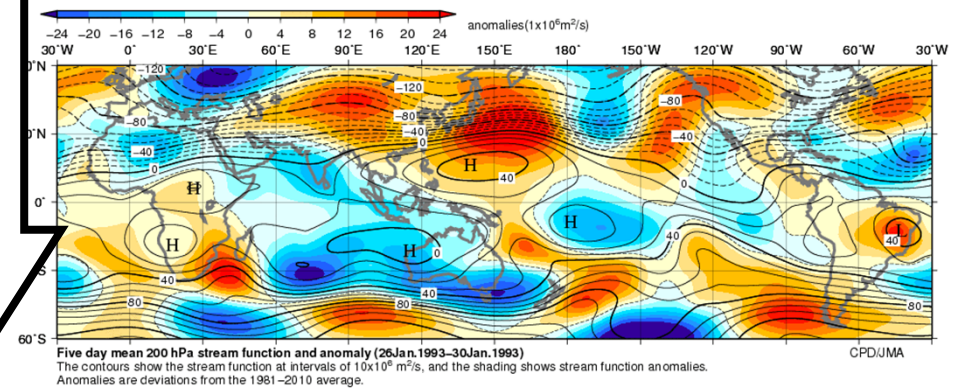 anomalies(1x10⁶m²/s)
−24 −20 −16 −12 −8 −4 0 4 8 12 16 20 24
30˚W 0˚ 30˚E 60˚E 90˚E 120˚E 150˚E 180˚ 150˚W 120˚W 90˚W 60˚W 30˚W
0˚N
−120
−120
−80
−80
−80
0˚N
−40
−40
−40
0
0
H
40
H
0
0˚
H
L
40
40
H
H
0
˚S
40
40
80
80
80
60˚S
Five day mean 200 hPa stream function and anomaly (26Jan.1993−30Jan.1993)
CPD/JMA
The contours show the stream function at intervals of 10x10⁶ m²/s, and the shading shows stream function anomalies.
Anomalies are deviations from the 1981−2010 average.